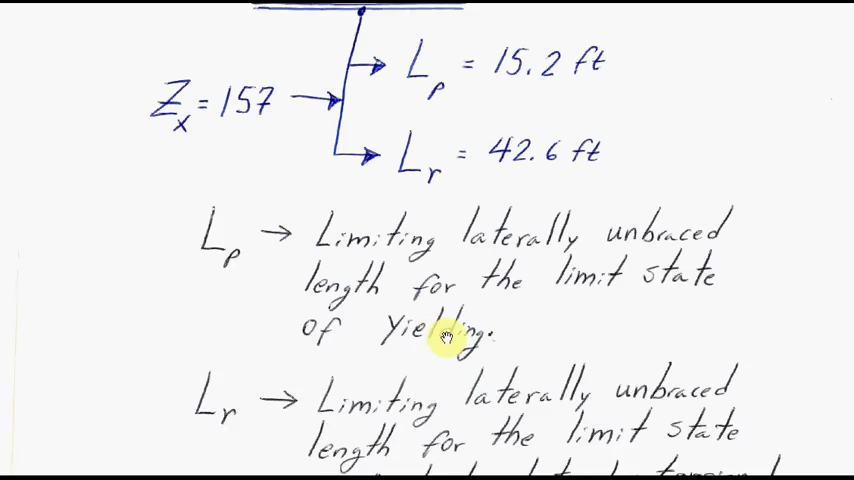 Lp = 15.2 ft
Zx = 157
Lr = 42.6 ft
Lp → Limiting laterally unbraced
length for the limit state
of yielding.
Lr → Limiting laterally unbraced
length for the limit state